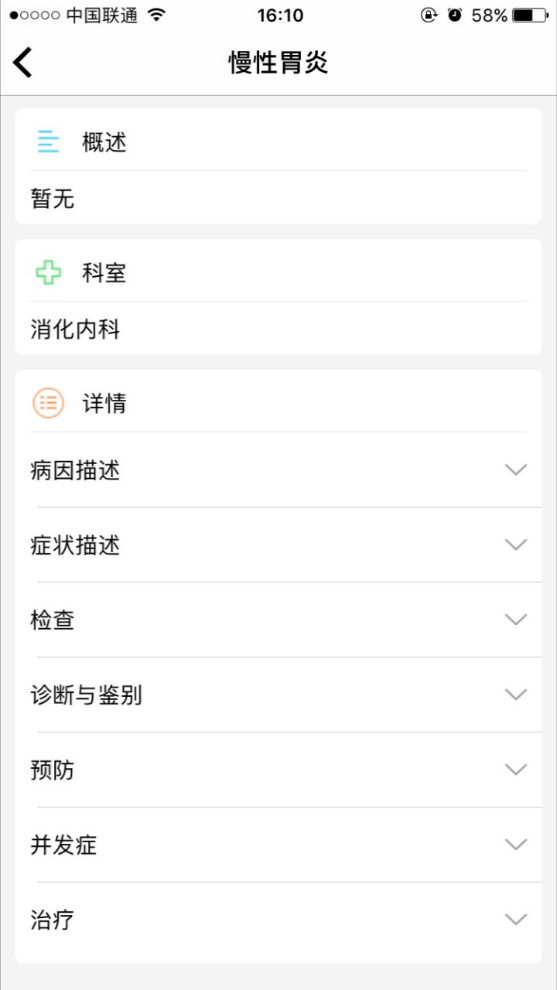 中国联通 16:10 58%
慢性胃炎
概述
暂无
科室
消化内科
详情
病因描述
症状描述
检查
诊断与鉴别
预防
并发症
治疗